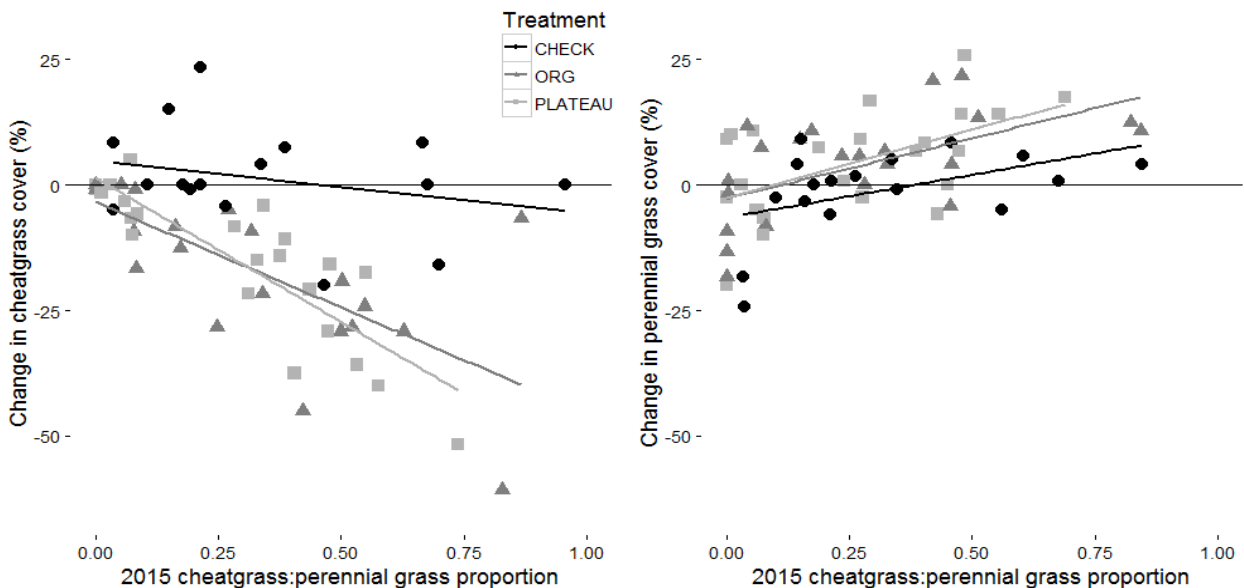 Treatment
CHECK
ORG
PLATEAU
Change in cheatgrass cover (%)
25
0
-25
-50
0.00 0.25 0.50 0.75 1.00
2015 cheatgrass:perennial grass proportion
Change in perennial grass cover (%)
25
0
-25
-50
0.00 0.25 0.50 0.75 1.00
2015 cheatgrass:perennial grass proportion